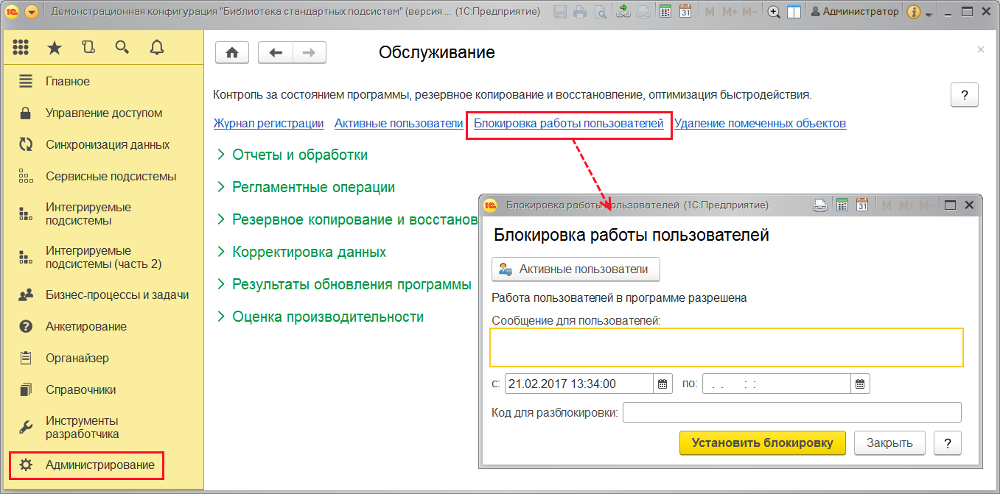 Демонстрационная конфигурация "Библиотека стандартных подсистем" (версия ... (1С:Предприятие)
31
M M+ M-
Администратор
Обслуживание
Контроль за состоянием программы, резервное копирование и восстановление, оптимизация быстродействия.
?
Журнал регистрации Активные пользователи Блокировка работы пользователей Удаление помеченных объектов
Главное
Управление доступом
Синхронизация данных
Сервисные подсистемы
Интегрируемые
подсистемы
Интегрируемые
подсистемы (часть 2)
Бизнес-процессы и задачи
Анкетирование
Органайзер
Справочники
Инструменты
разработчика
Администрирование
Отчеты и обработки
Регламентные операции
Резервное копирование и восстанов
Корректировка данных
Результаты обновления программы
Оценка производительности
1С
Блокировка работы пользователей (1С:Предприятие)
31
M M+ M-
Блокировка работы пользователей
Активные пользователи
Работа пользователей в программе разрешена
Сообщение для пользователей:
с: 21.02.2017 13:34:00 по: . . : :
Код для разблокировки:
Установить блокировку Закрыть ?